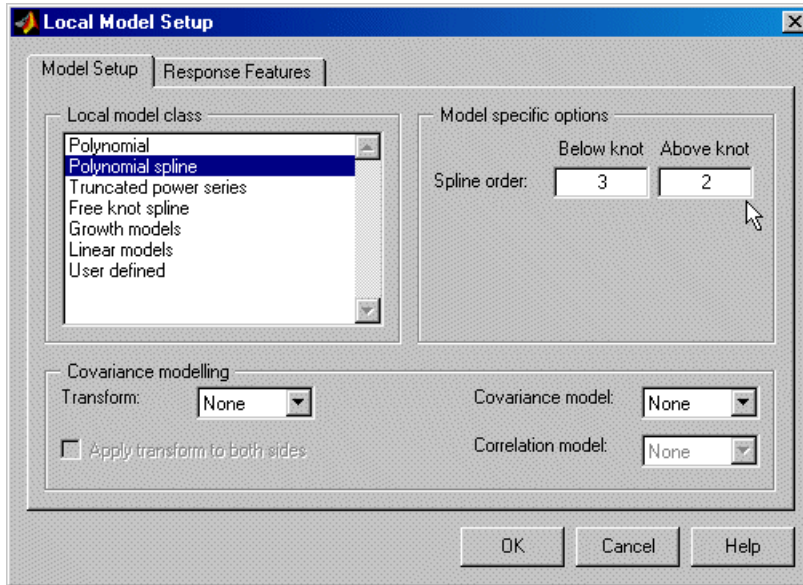 Local Model Setup
Model Setup
Response Features
Local model class
Polynomial
Polynomial spline
Truncated power series
Free knot spline
Growth models
Linear models
User defined
Model specific options
Below knot Above knot
Spline order: 3 2
Covariance modelling
Transform: None
Apply transform to both sides
Covariance model: None
Correlation model: None
OK
Cancel
Help